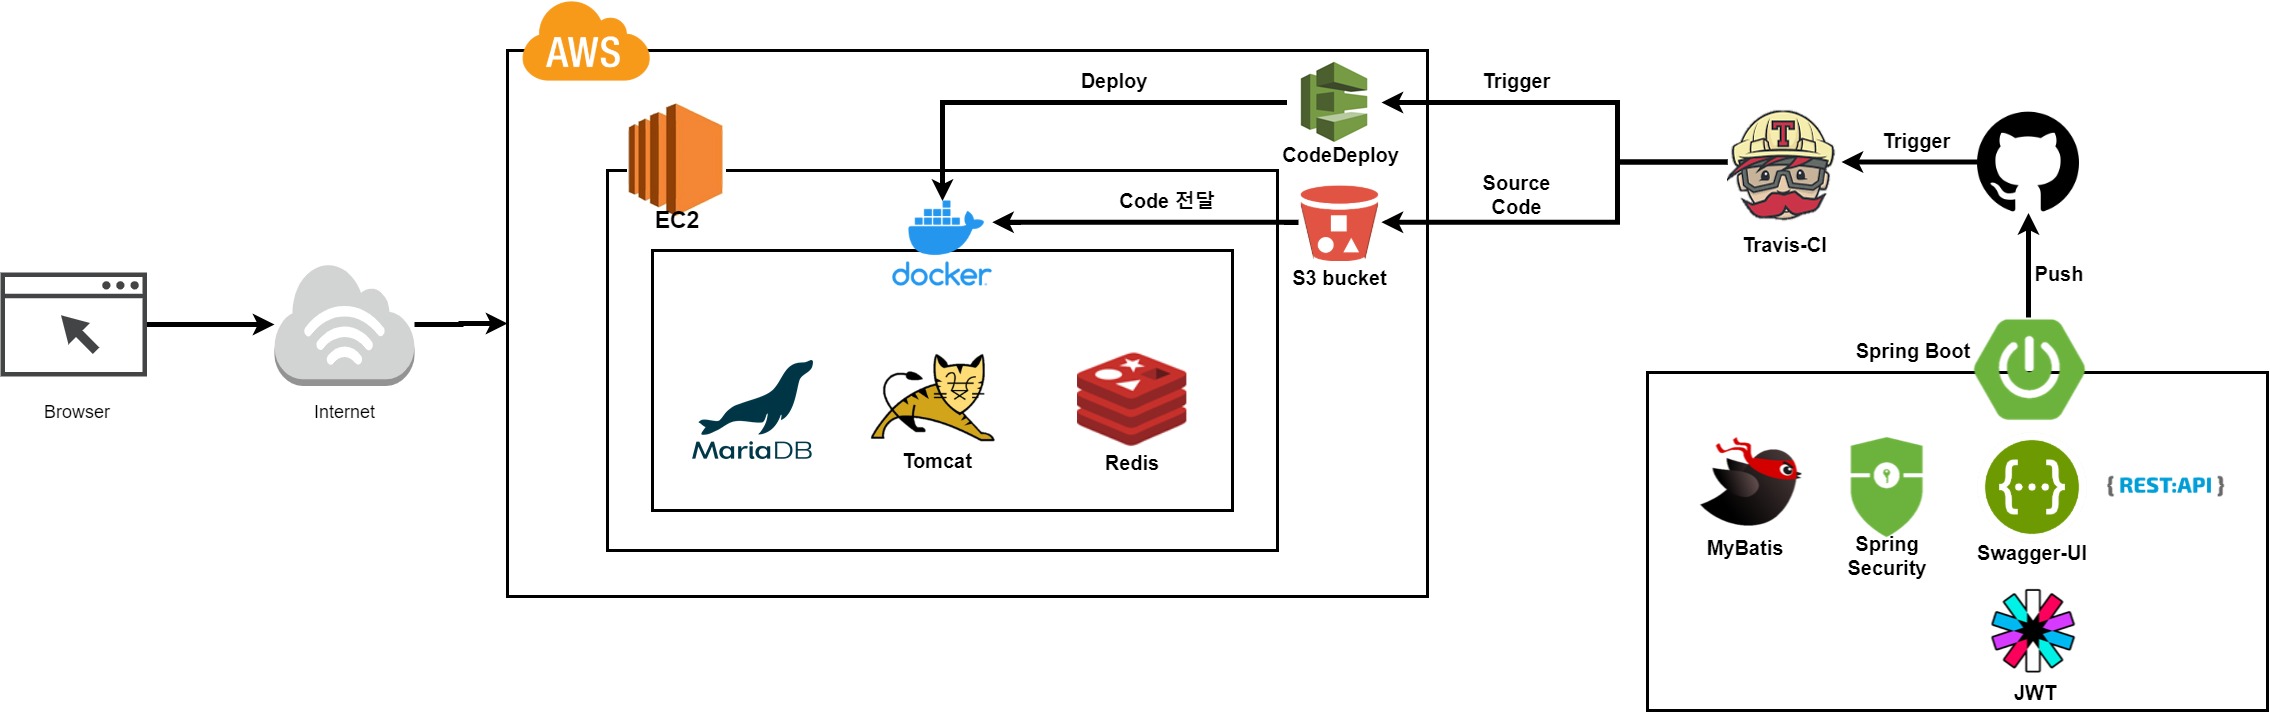 AWS
Deploy
Trigger
CodeDeploy
T
Trigger
EC2
Code 전달
Source
Code
docker
S3 bucket
Travis-CI
Push
Browser
Internet
MariaDB
Tomcat
Redis
Spring Boot
MyBatis
Spring
Security
{···}
Swagger-UI
{ REST:API }
JWT